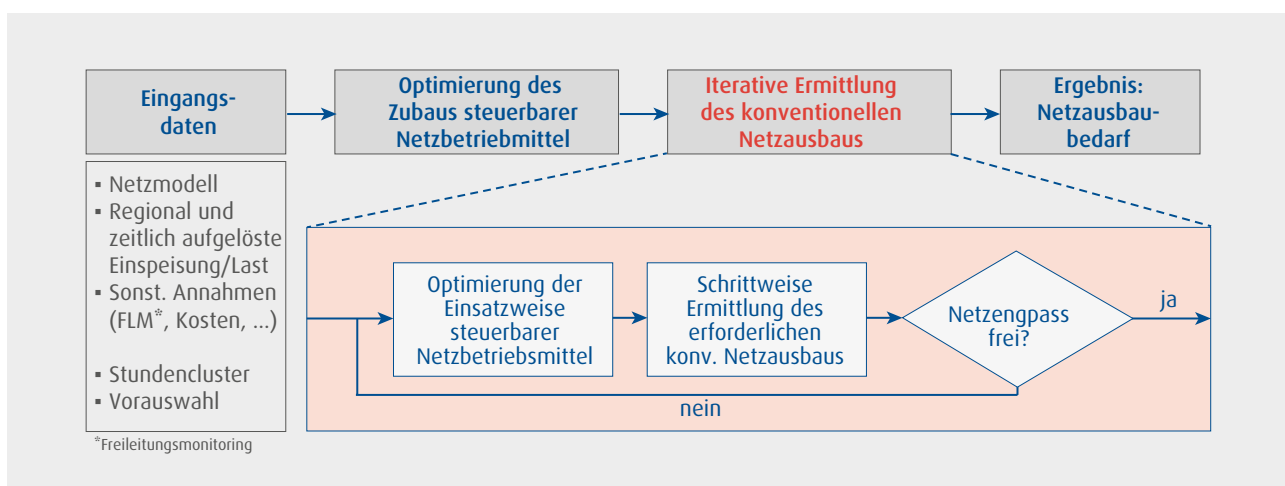 Eingangs-
daten
Optimierung des
Zubaus steuerbarer
Netzbetriebmittel
Iterative Ermittlung
des konventionellen
Netzausbaus
Ergebnis:
Netzausbau-
bedarf
▪ Netzmodell
▪ Regional und
zeitlich aufgelöste
Einspeisung/Last
▪ Sonst. Annahmen
(FLM*, Kosten, ...)
▪ Stundencluster
▪ Vorauswahl
*Freileitungsmonitoring
Optimierung der
Einsatzweise
steuerbarer
Netzbetriebsmittel
Schrittweise
Ermittlung des
erforderlichen
konv. Netzausbaus
Netzengpass
frei?
ja
nein